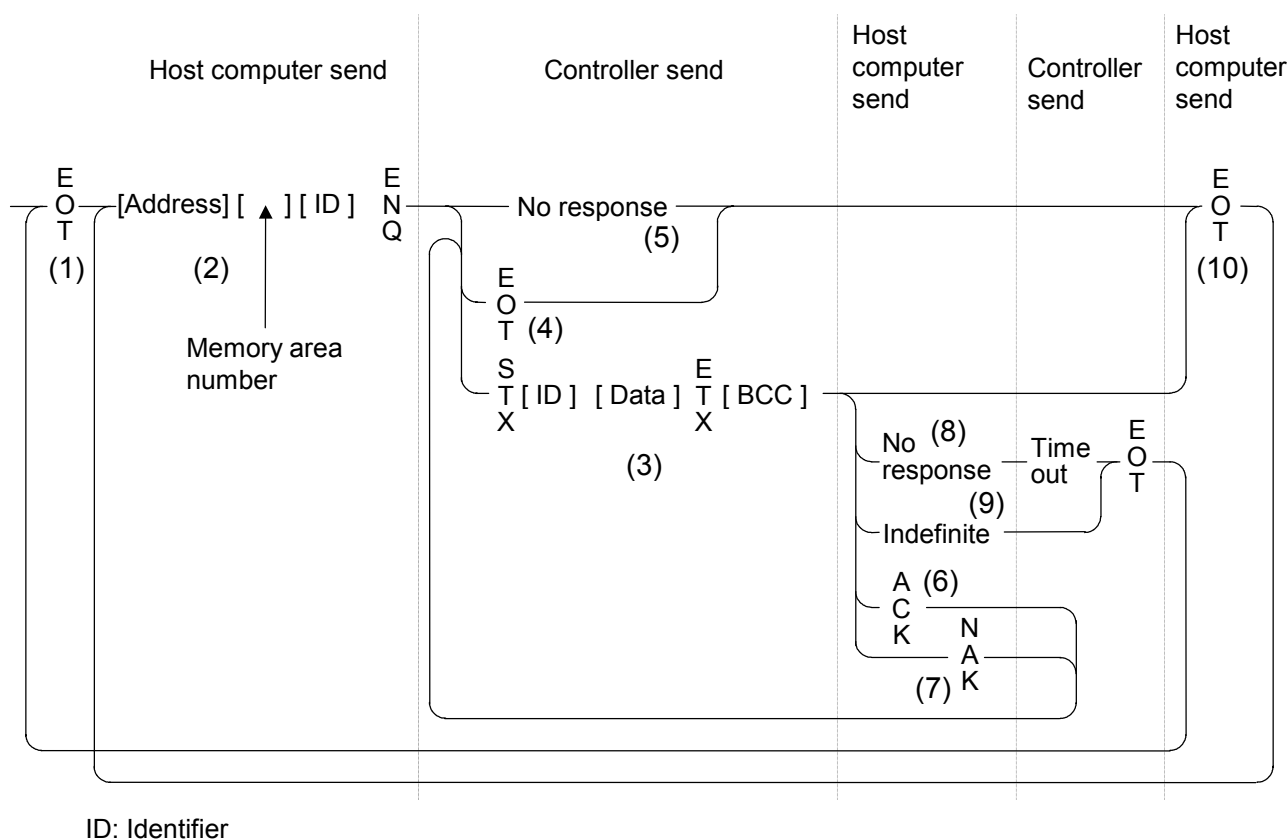 Host computer send
Controller send
Host
computer
send
Controller
send
Host
computer
send
E
O
T
(1)
[Address] [ ] [ ID ]
(2)
Memory area
number
E
N
Q
No response
(5)
E
O
T
(4)
S
T
X
[ ID ] [ Data ]
E
T
X
[ BCC ]
(3)
No
response
(8)
Time
out
E
O
T
(9)
Indefinite
A
C
K
(6)
N
A
K
(7)
E
O
T
(10)
ID: Identifier